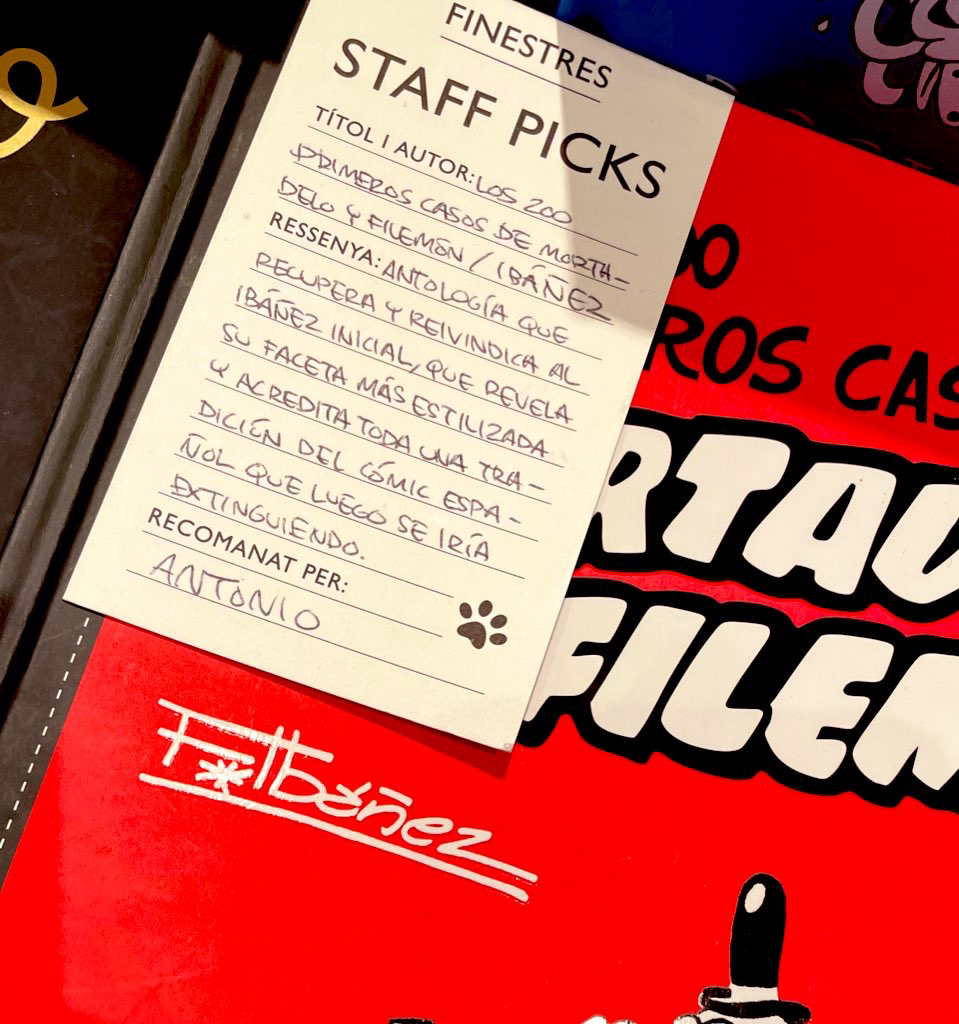 FINESTRES
STAFF PICKS
TÍTOL I AUTOR: LOS 200
PRIMEROS CASOS DE MORTA-
DELO Y FILEMÓN / IBÁÑEZ
RESSENYA: ANTOLOGÍA QUE
RECUPERA Y REIVINDICA AL
IBÁÑEZ INICIAL, QUE REVELA
SU FACETA MÁS ESTILIZADA
Y ACREDITA TODA UNA TRA-
DICIÓN DEL CÓMIC ESPA-
ÑOL QUE LUEGO SE IRÍA
EXTINGUIENDO.
RECOMANAT PER:
ANTONIO
00
ROS CAS
RTAD
FILEM
F*Ibáñez